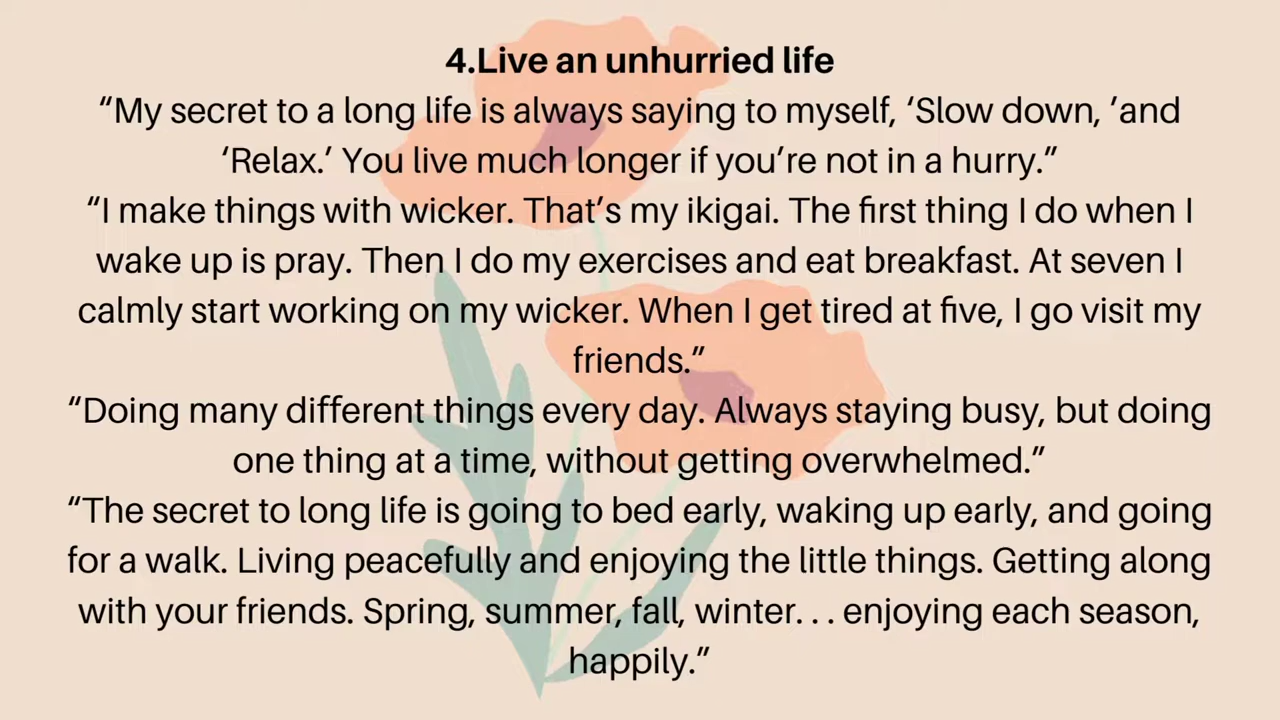 4.Live an unhurried life
“My secret to a long life is always saying to myself, ‘Slow down, ’and
‘Relax.’ You live much longer if you’re not in a hurry.”
“I make things with wicker. That’s my ikigai. The first thing I do when I
wake up is pray. Then I do my exercises and eat breakfast. At seven I
calmly start working on my wicker. When I get tired at five, I go visit my
friends.”
“Doing many different things every day. Always staying busy, but doing
one thing at a time, without getting overwhelmed.”
“The secret to long life is going to bed early, waking up early, and going
for a walk. Living peacefully and enjoying the little things. Getting along
with your friends. Spring, summer, fall, winter. . . enjoying each season,
happily.”